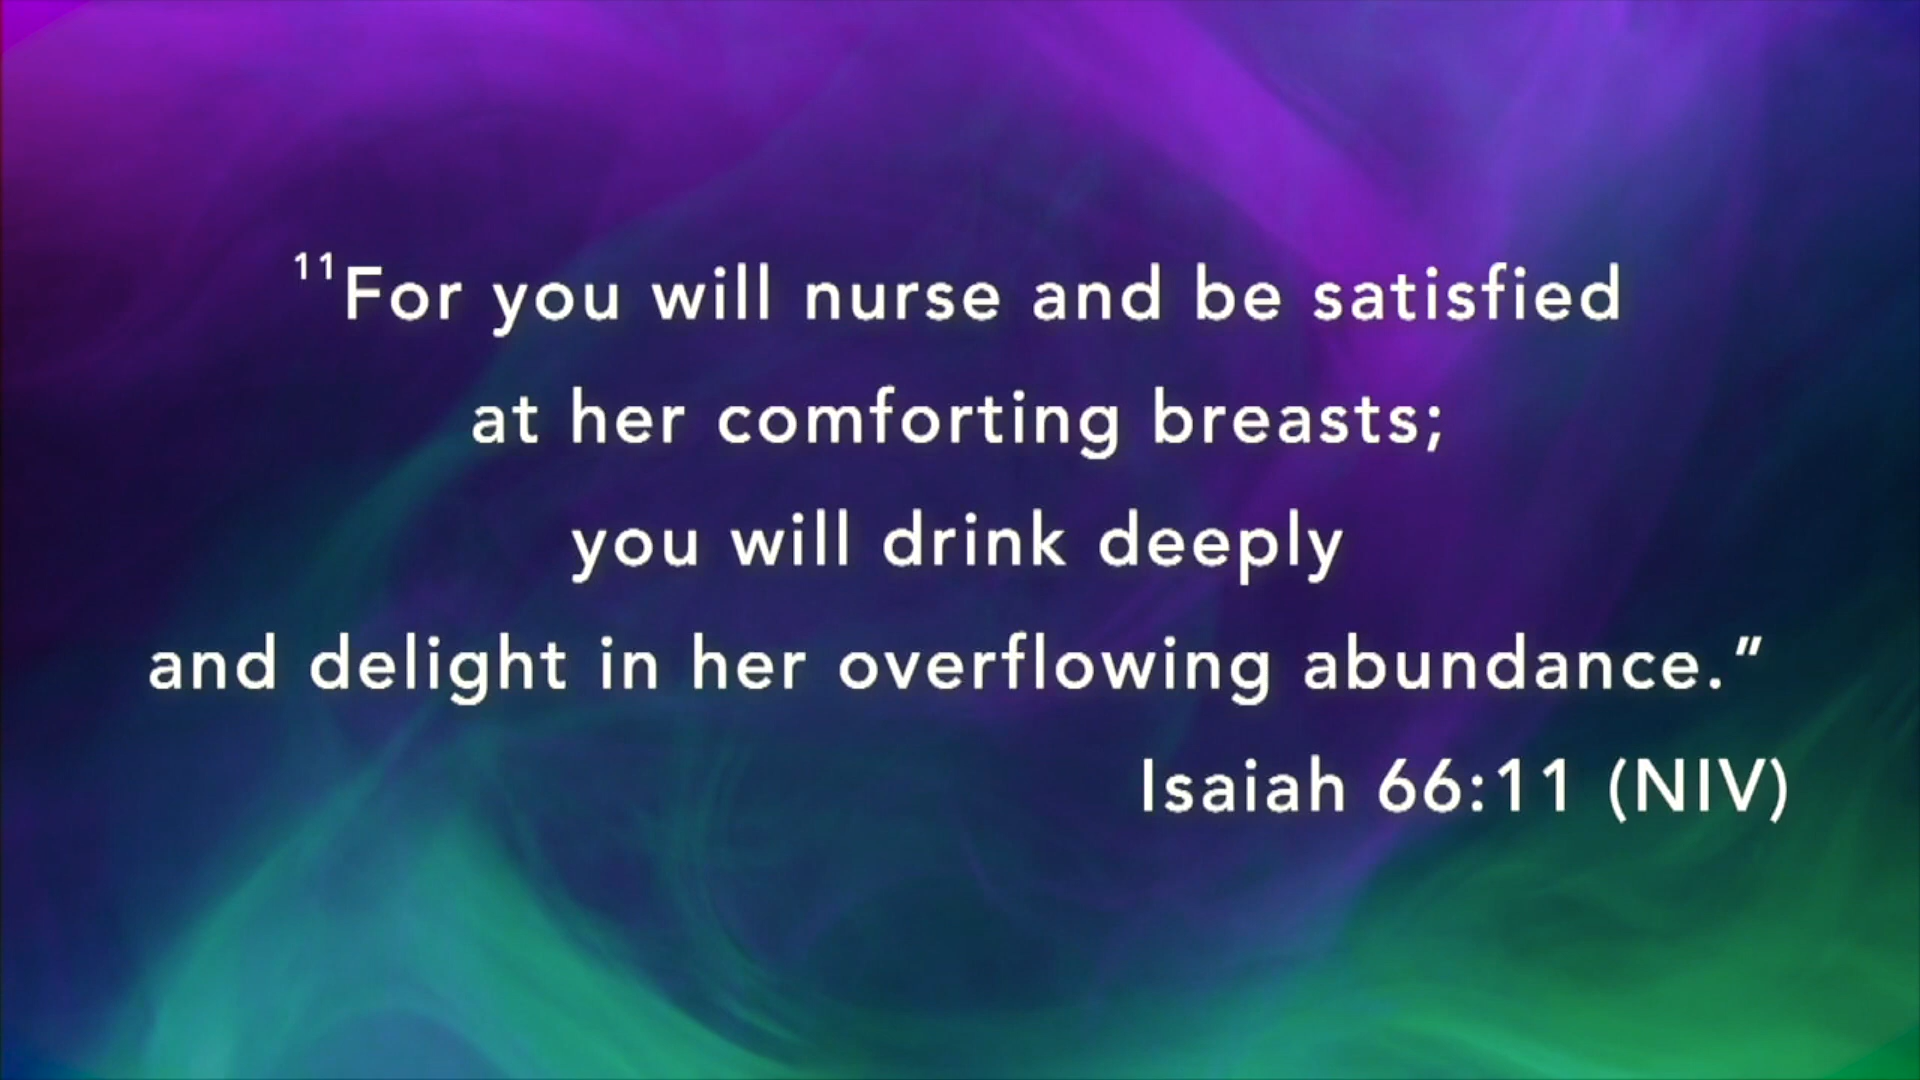 ¹¹For you will nurse and be satisfied
at her comforting breasts;
you will drink deeply
and delight in her overflowing abundance.”
Isaiah 66:11 (NIV)